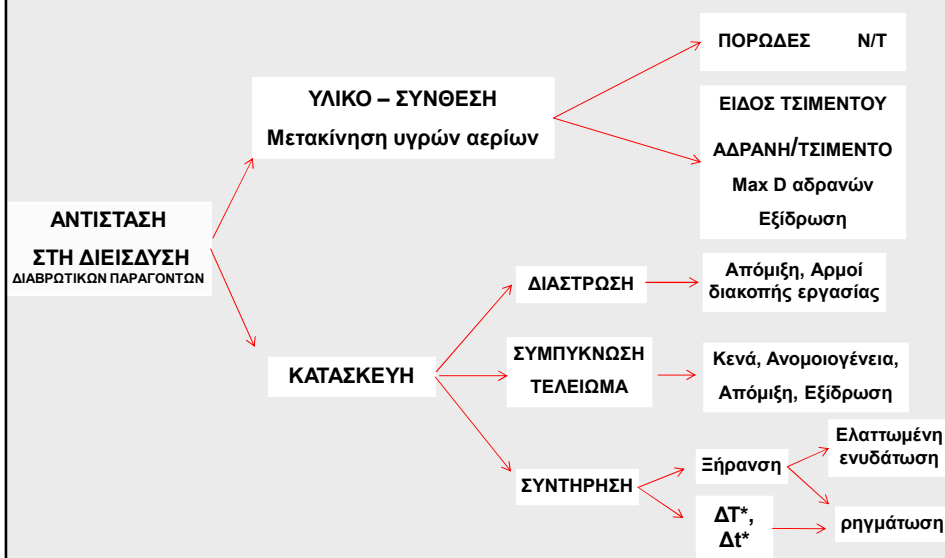 ΑΝΤΙΣΤΑΣΗ
ΣΤΗ ΔΙΕΙΣΔΥΣΗ
ΔΙΑΒΡΩΤΙΚΩΝ ΠΑΡΑΓΟΝΤΩΝ
ΥΛΙΚΟ – ΣΥΝΘΕΣΗ
Μετακίνηση υγρών αερίων
ΠΟΡΩΔΕΣ Ν/Τ
ΕΙΔΟΣ ΤΣΙΜΕΝΤΟΥ
ΑΔΡΑΝΗ/ΤΣΙΜΕΝΤΟ
Max D αδρανών
Εξίδρωση
ΚΑΤΑΣΚΕΥΗ
ΔΙΑΣΤΡΩΣΗ
Απόμιξη, Αρμοί
διακοπής εργασίας
ΣΥΜΠΥΚΝΩΣΗ
ΤΕΛΕΙΩΜΑ
Κενά, Ανομοιογένεια,
Απόμιξη, Εξίδρωση
ΣΥΝΤΗΡΗΣΗ
Ξήρανση
Ελαττωμένη
ενυδάτωση
ΔΤ*,
Δt*
ρηγμάτωση